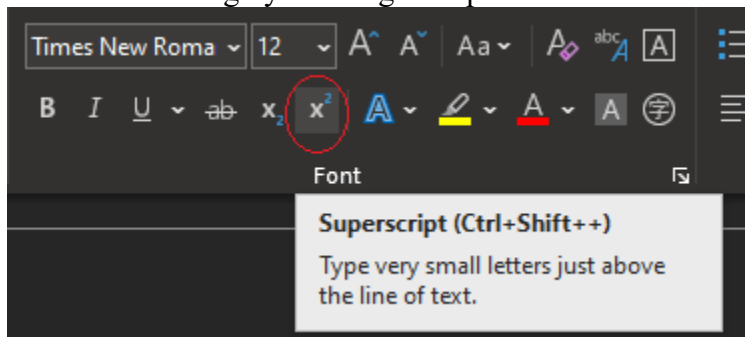 Times New Roma 12 A A Aa A abc A A
B I U ab x2 x2 A A A 字
Font
Superscript (Ctrl+Shift++)
Type very small letters just above
the line of text.